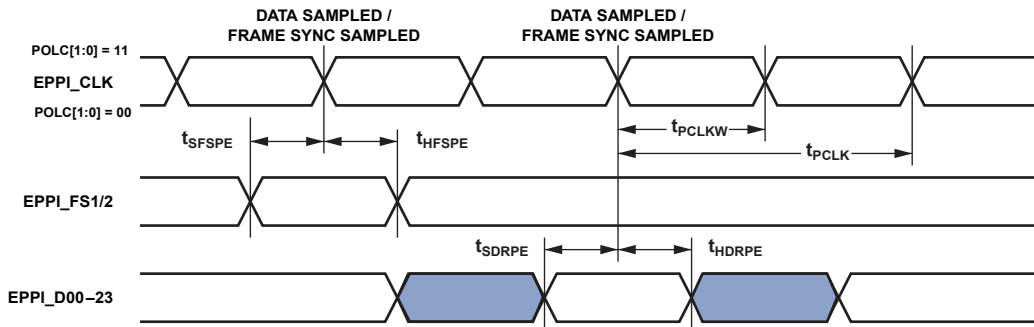 DATA SAMPLED /
FRAME SYNC SAMPLED
DATA SAMPLED /
FRAME SYNC SAMPLED
POLC[1:0] = 11
EPPI_CLK
POLC[1:0] = 00
tPCLKW
tSFSPE
tHFSPE
tPCLK
EPPI_FS1/2
tSDRPE
tHDRPE
EPPI_D00–23